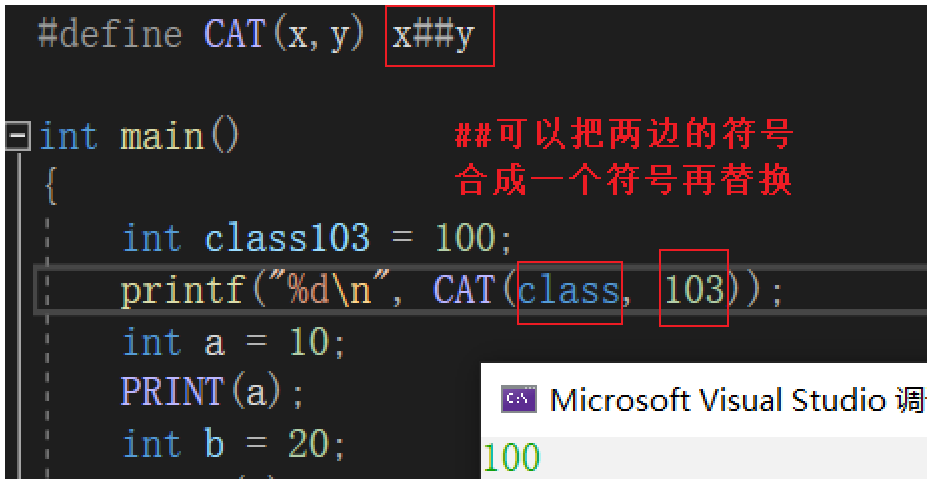 #define CAT(x,y) x##y
int main()
##可以把两边的符号
合成一个符号再替换
{
int class103 = 100;
printf("%d\n", CAT(class, 103));
int a = 10;
PRINT(a);
int b = 20;
Microsoft Visual Studio 调
100